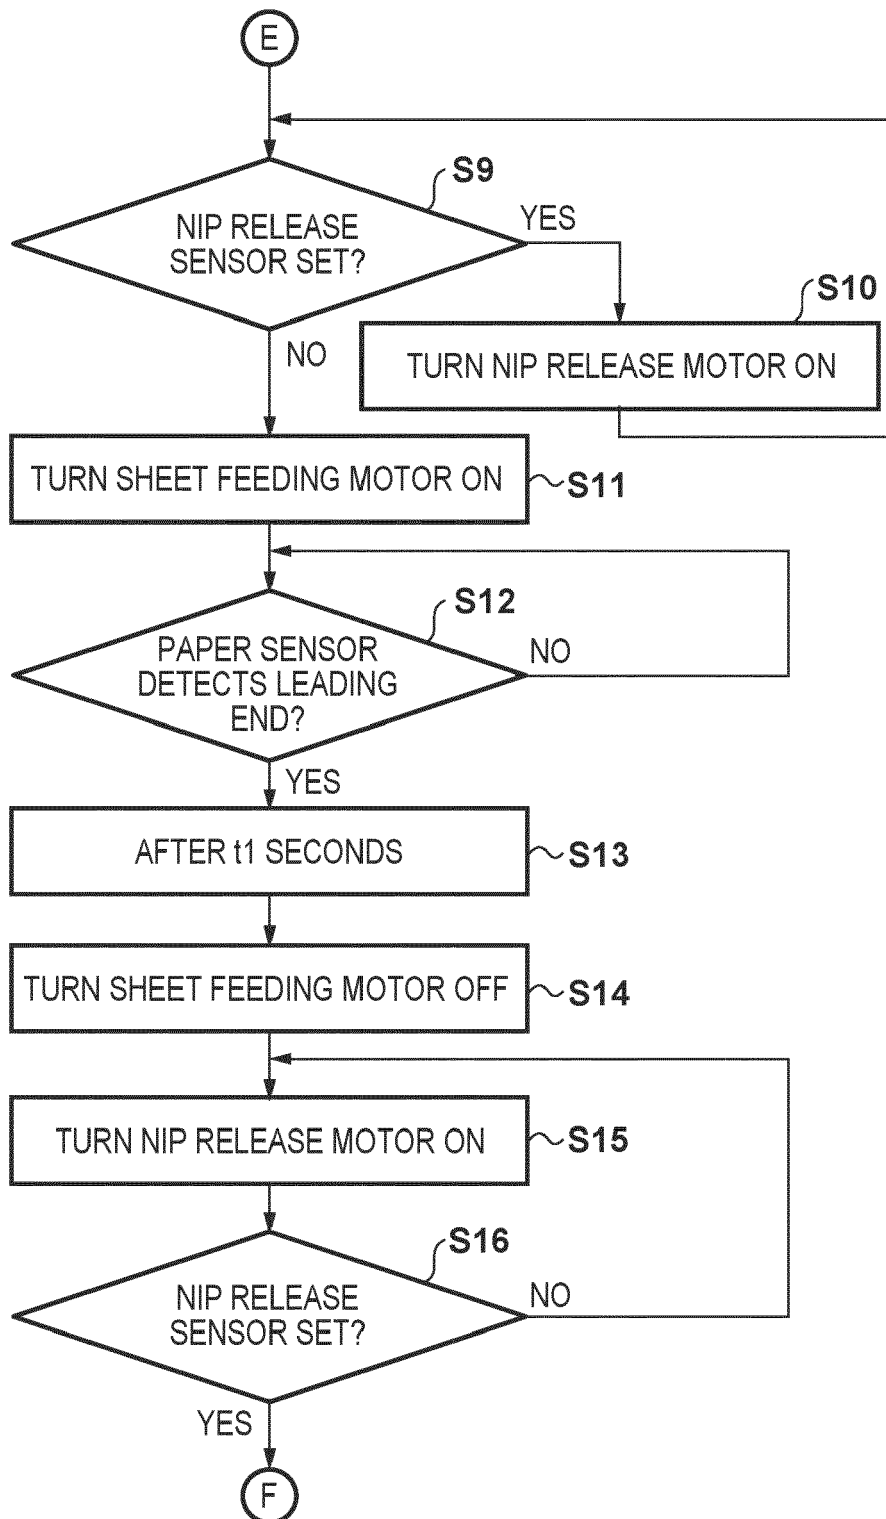 E
S9
NIP RELEASE
SENSOR SET?
YES
S10
NO
TURN NIP RELEASE MOTOR ON
TURN SHEET FEEDING MOTOR ON
S11
S12
PAPER SENSOR
DETECTS LEADING
END?
NO
YES
AFTER t1 SECONDS
S13
TURN SHEET FEEDING MOTOR OFF
S14
TURN NIP RELEASE MOTOR ON
S15
S16
NIP RELEASE
SENSOR SET?
NO
YES
F